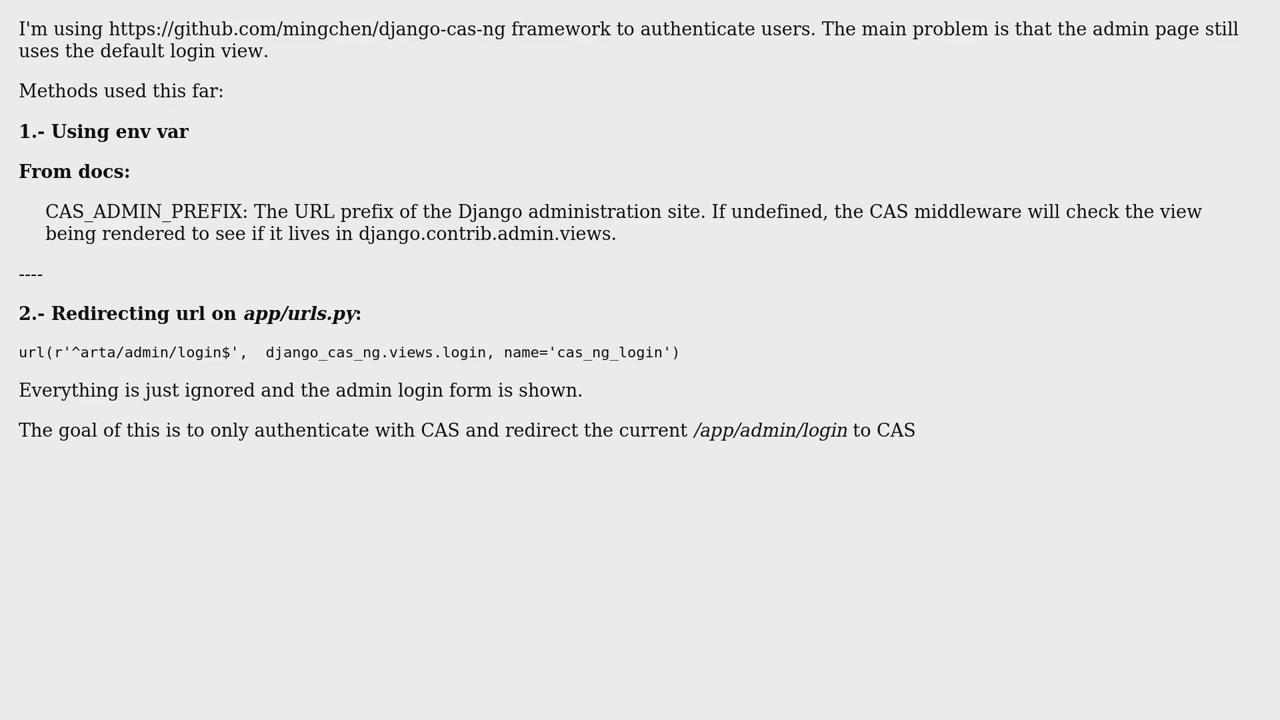 I'm using https://github.com/mingchen/django-cas-ng framework to authenticate users. The main problem is that the admin page still
uses the default login view.
Methods used this far:
1.- Using env var
From docs:
CAS_ADMIN_PREFIX: The URL prefix of the Django administration site. If undefined, the CAS middleware will check the view
being rendered to see if it lives in django.contrib.admin.views.
----
2.- Redirecting url on app/urls.py:
url(r'^arta/admin/login$',  django_cas_ng.views.login, name='cas_ng_login')
Everything is just ignored and the admin login form is shown.
The goal of this is to only authenticate with CAS and redirect the current /app/admin/login to CAS